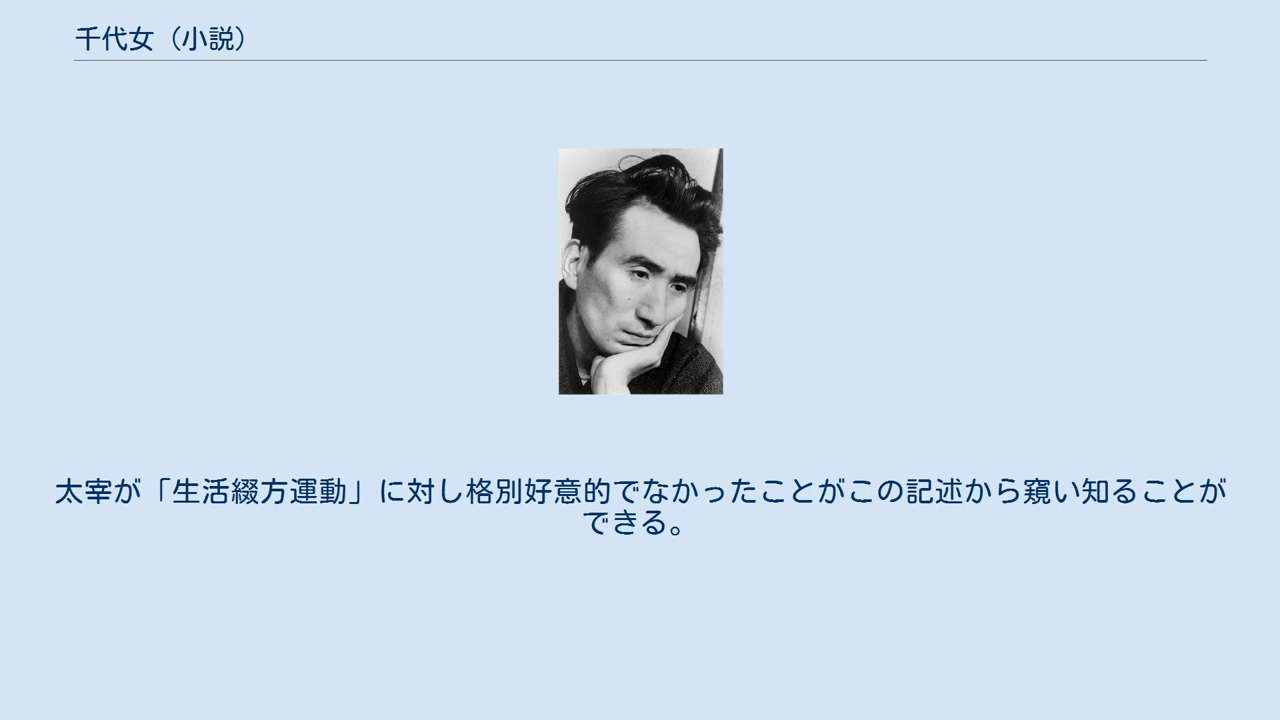 千代女（小説）
太宰が「生活綴方運動」に対し格別好意的でなかったことがこの記述から窺い知ることが
できる。